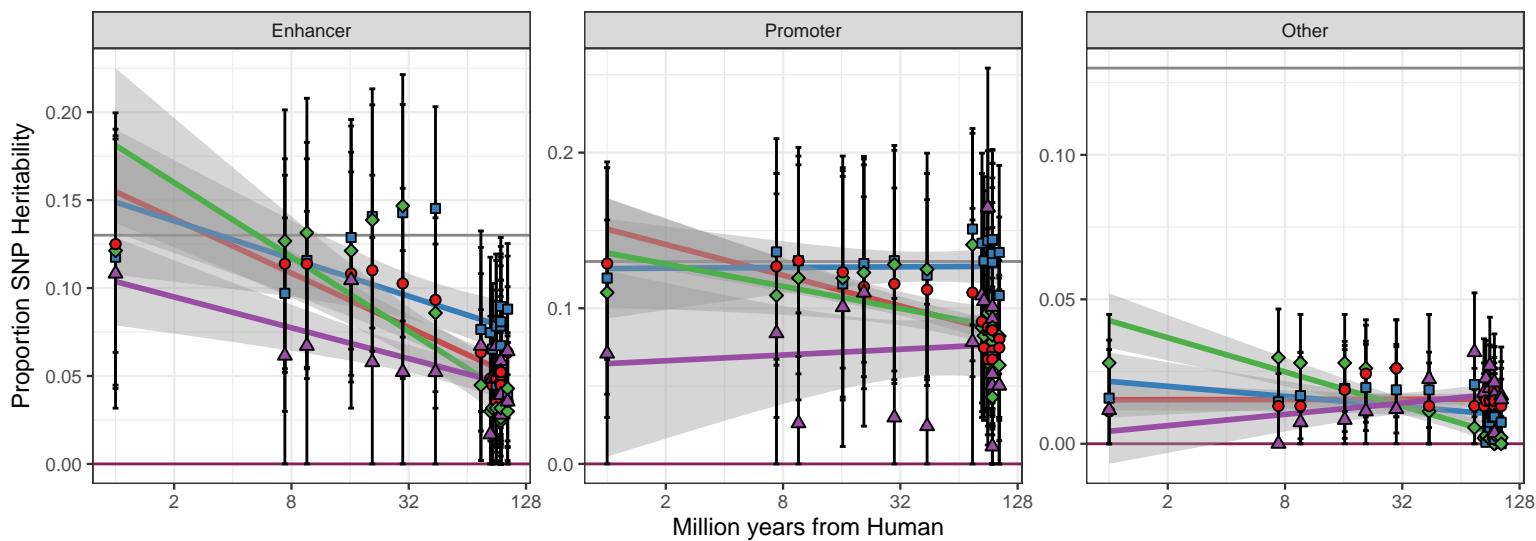 Enhancer
Promoter
Other
Proportion SNP Heritability
0.20
0.15
0.10
0.05
0.00
0.2
0.1
0.0
0.10
0.05
0.00
2 8 32 128
2 8 32 128
2 8 32 128
Million years from Human